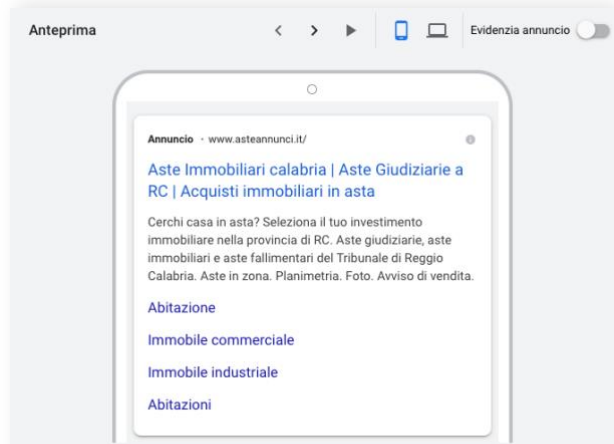 Anteprima
Evidenzia annuncio
Annuncio · www.asteannunci.it/
Aste Immobiliari calabria | Aste Giudiziarie a
RC | Acquisti immobiliari in asta
Cerchi casa in asta? Seleziona il tuo investimento
immobiliare nella provincia di RC. Aste giudiziarie, aste
immobiliari e aste fallimentari del Tribunale di Reggio
Calabria. Aste in zona. Planimetria. Foto. Avviso di vendita.
Abitazione
Immobile commerciale
Immobile industriale
Abitazioni